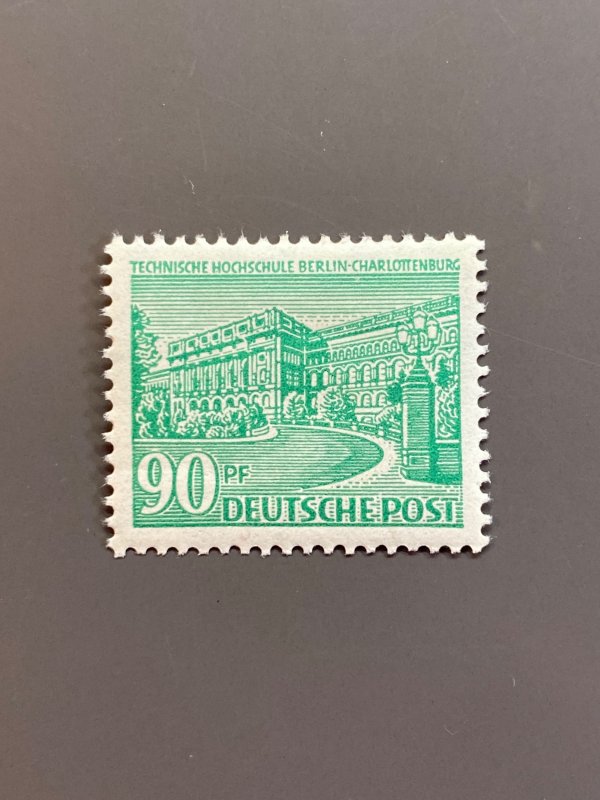 TECHNISCHE HOCHSCHULE BERLIN-CHARLOTTENBURG
90 PF
DEUTSCHE POST